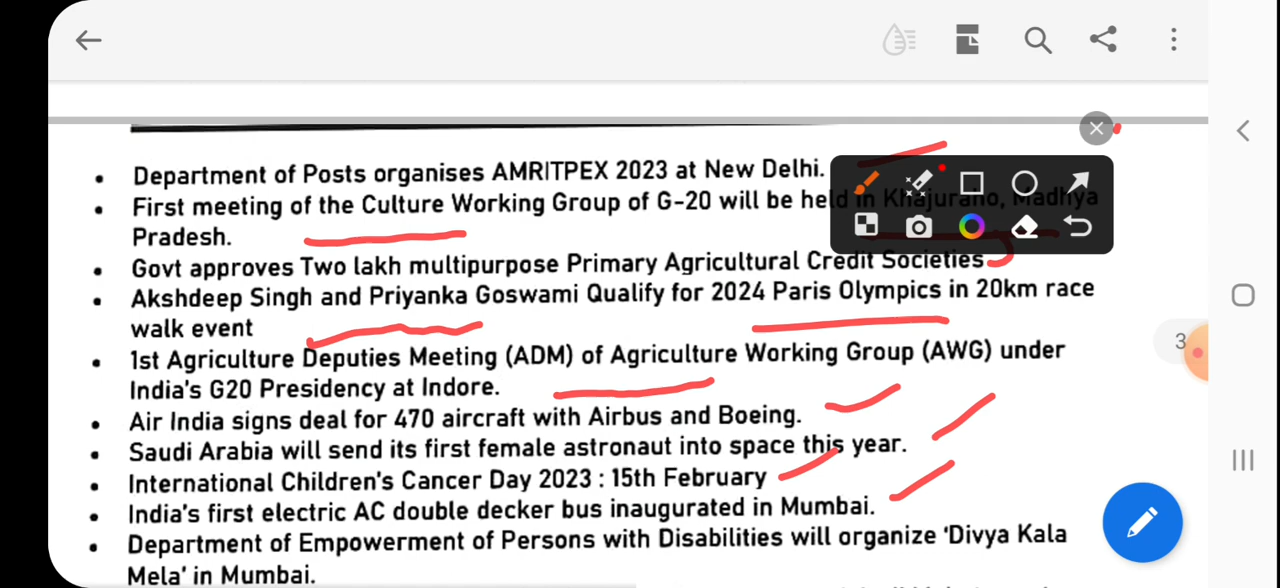 Department of Posts organises AMRITPEX 2023 at New Delhi.
First meeting of the Culture Working Group of G-20 will be held in Khajuraho, Madhya
Pradesh.
Govt approves Two lakh multipurpose Primary Agricultural Credit Societies
Akshdeep Singh and Priyanka Goswami Qualify for 2024 Paris Olympics in 20km race
walk event
1st Agriculture Deputies Meeting (ADM) of Agriculture Working Group (AWG) under
India's G20 Presidency at Indore.
Air India signs deal for 470 aircraft with Airbus and Boeing.
Saudi Arabia will send its first female astronaut into space this year.
International Children's Cancer Day 2023 : 15th February
India's first electric AC double decker bus inaugurated in Mumbai.
Department of Empowerment of Persons with Disabilities will organize 'Divya Kala
Mela' in Mumbai.
3